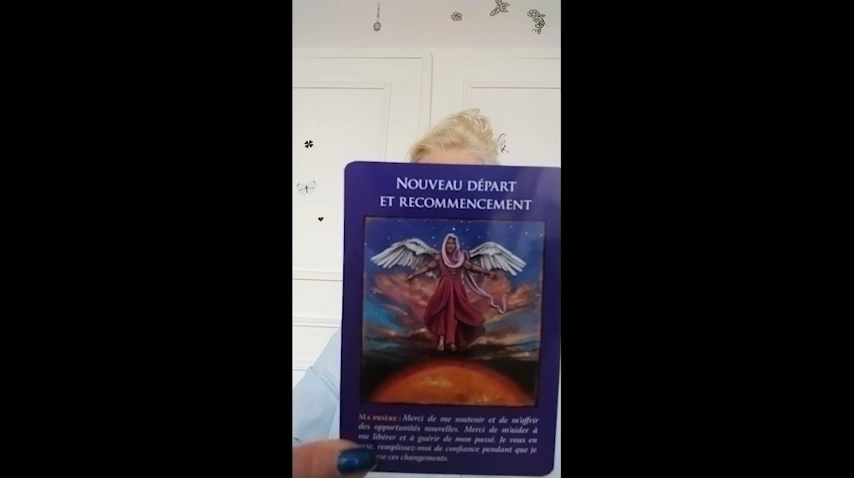 NOUVEAU DÉPART
ET RECOMMENCEMENT
MA PRIÈRE : Merci de me soutenir et de m'offrir
des opportunités nouvelles. Merci de m'aider à
me libérer et à guérir de mon passé. Je vous en
prie, remplissez-moi de confiance pendant que je
ces changements.